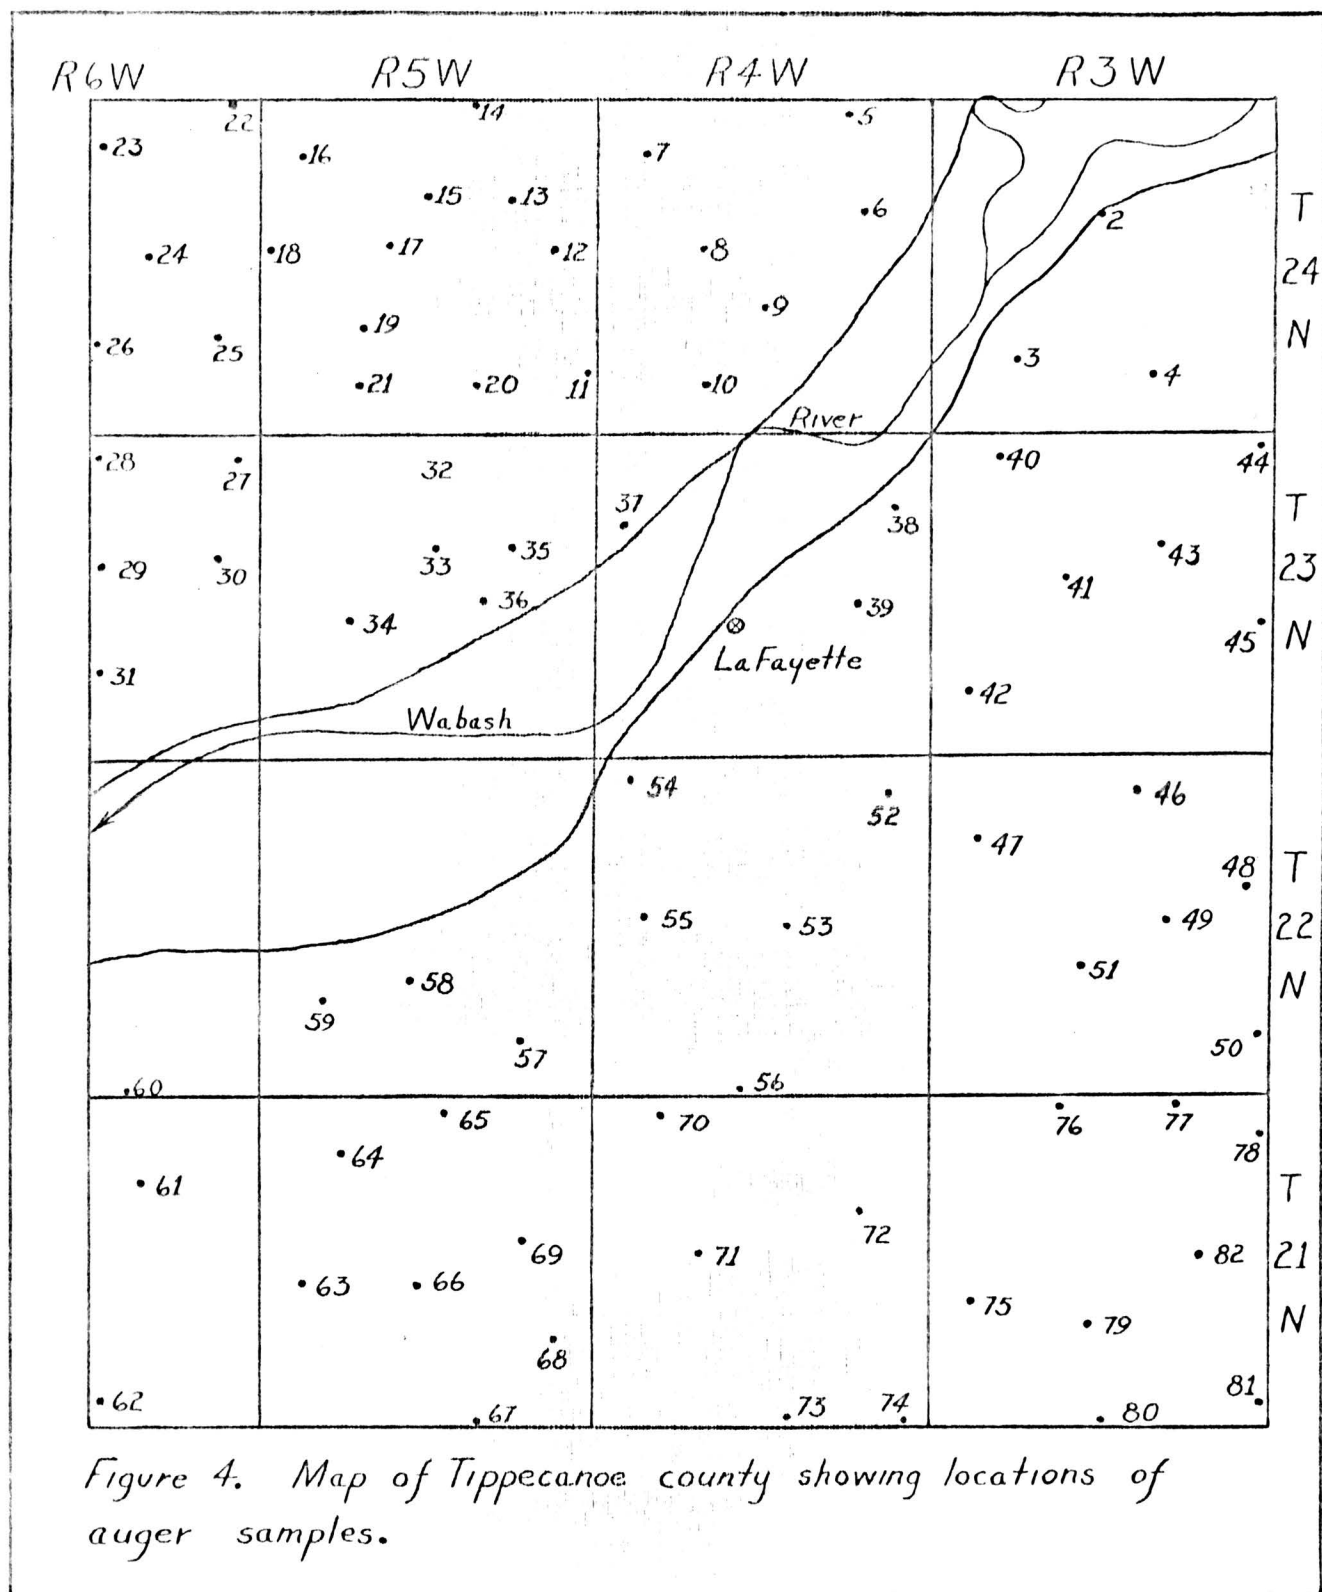 R6W R5W R4W R3W
22 14 5
23 16 7
15 13 6 2
24 18 17 12 8
T
24
N
9
19
26 25 3
21 20 11 10 4
River
28 27 32 40 44
37 38
T
23
N
29 30 33 35 43
36 41
34 39 45
LaFayette
31 42
Wabash
54 52 46
47
48
T
22
N
55 53 49
51
58
59 57 50
60 56
65 70 76 77
64 78
61
T
21
N
72
69 71 82
63 66 75
79
68
62 81
67 73 74 80
Figure 4. Map of Tippecanoe county showing locations of
auger samples.